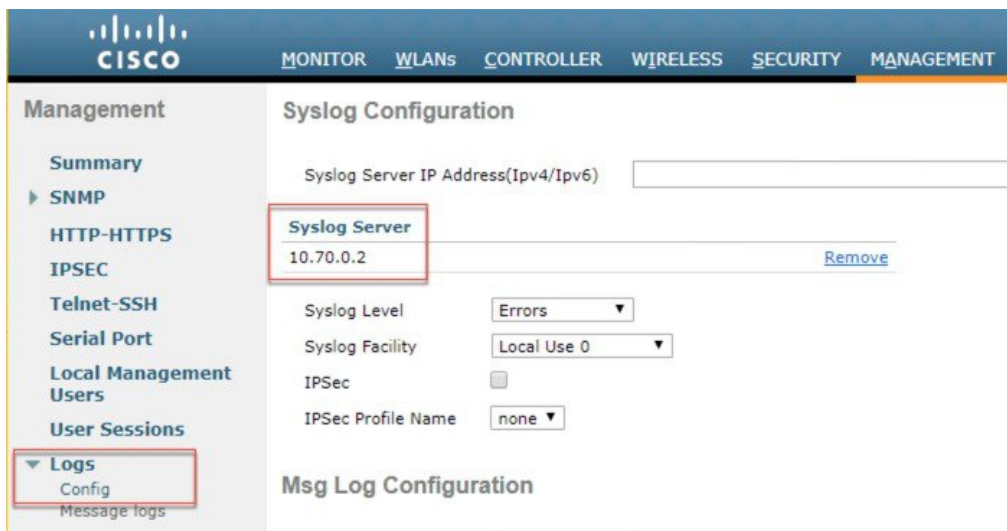 CISCO
MONITOR WLANs CONTROLLER WIRELESS SECURITY MANAGEMENT
Management
Summary
SNMP
HTTP-HTTPS
IPSEC
Telnet-SSH
Serial Port
Local Management
Users
User Sessions
Logs
Config
Message logs
Syslog Configuration
Syslog Server IP Address(Ipv4/Ipv6)
Syslog Server
10.70.0.2 Remove
Syslog Level Errors
Syslog Facility Local Use 0
IPSec
IPSec Profile Name none
Msg Log Configuration